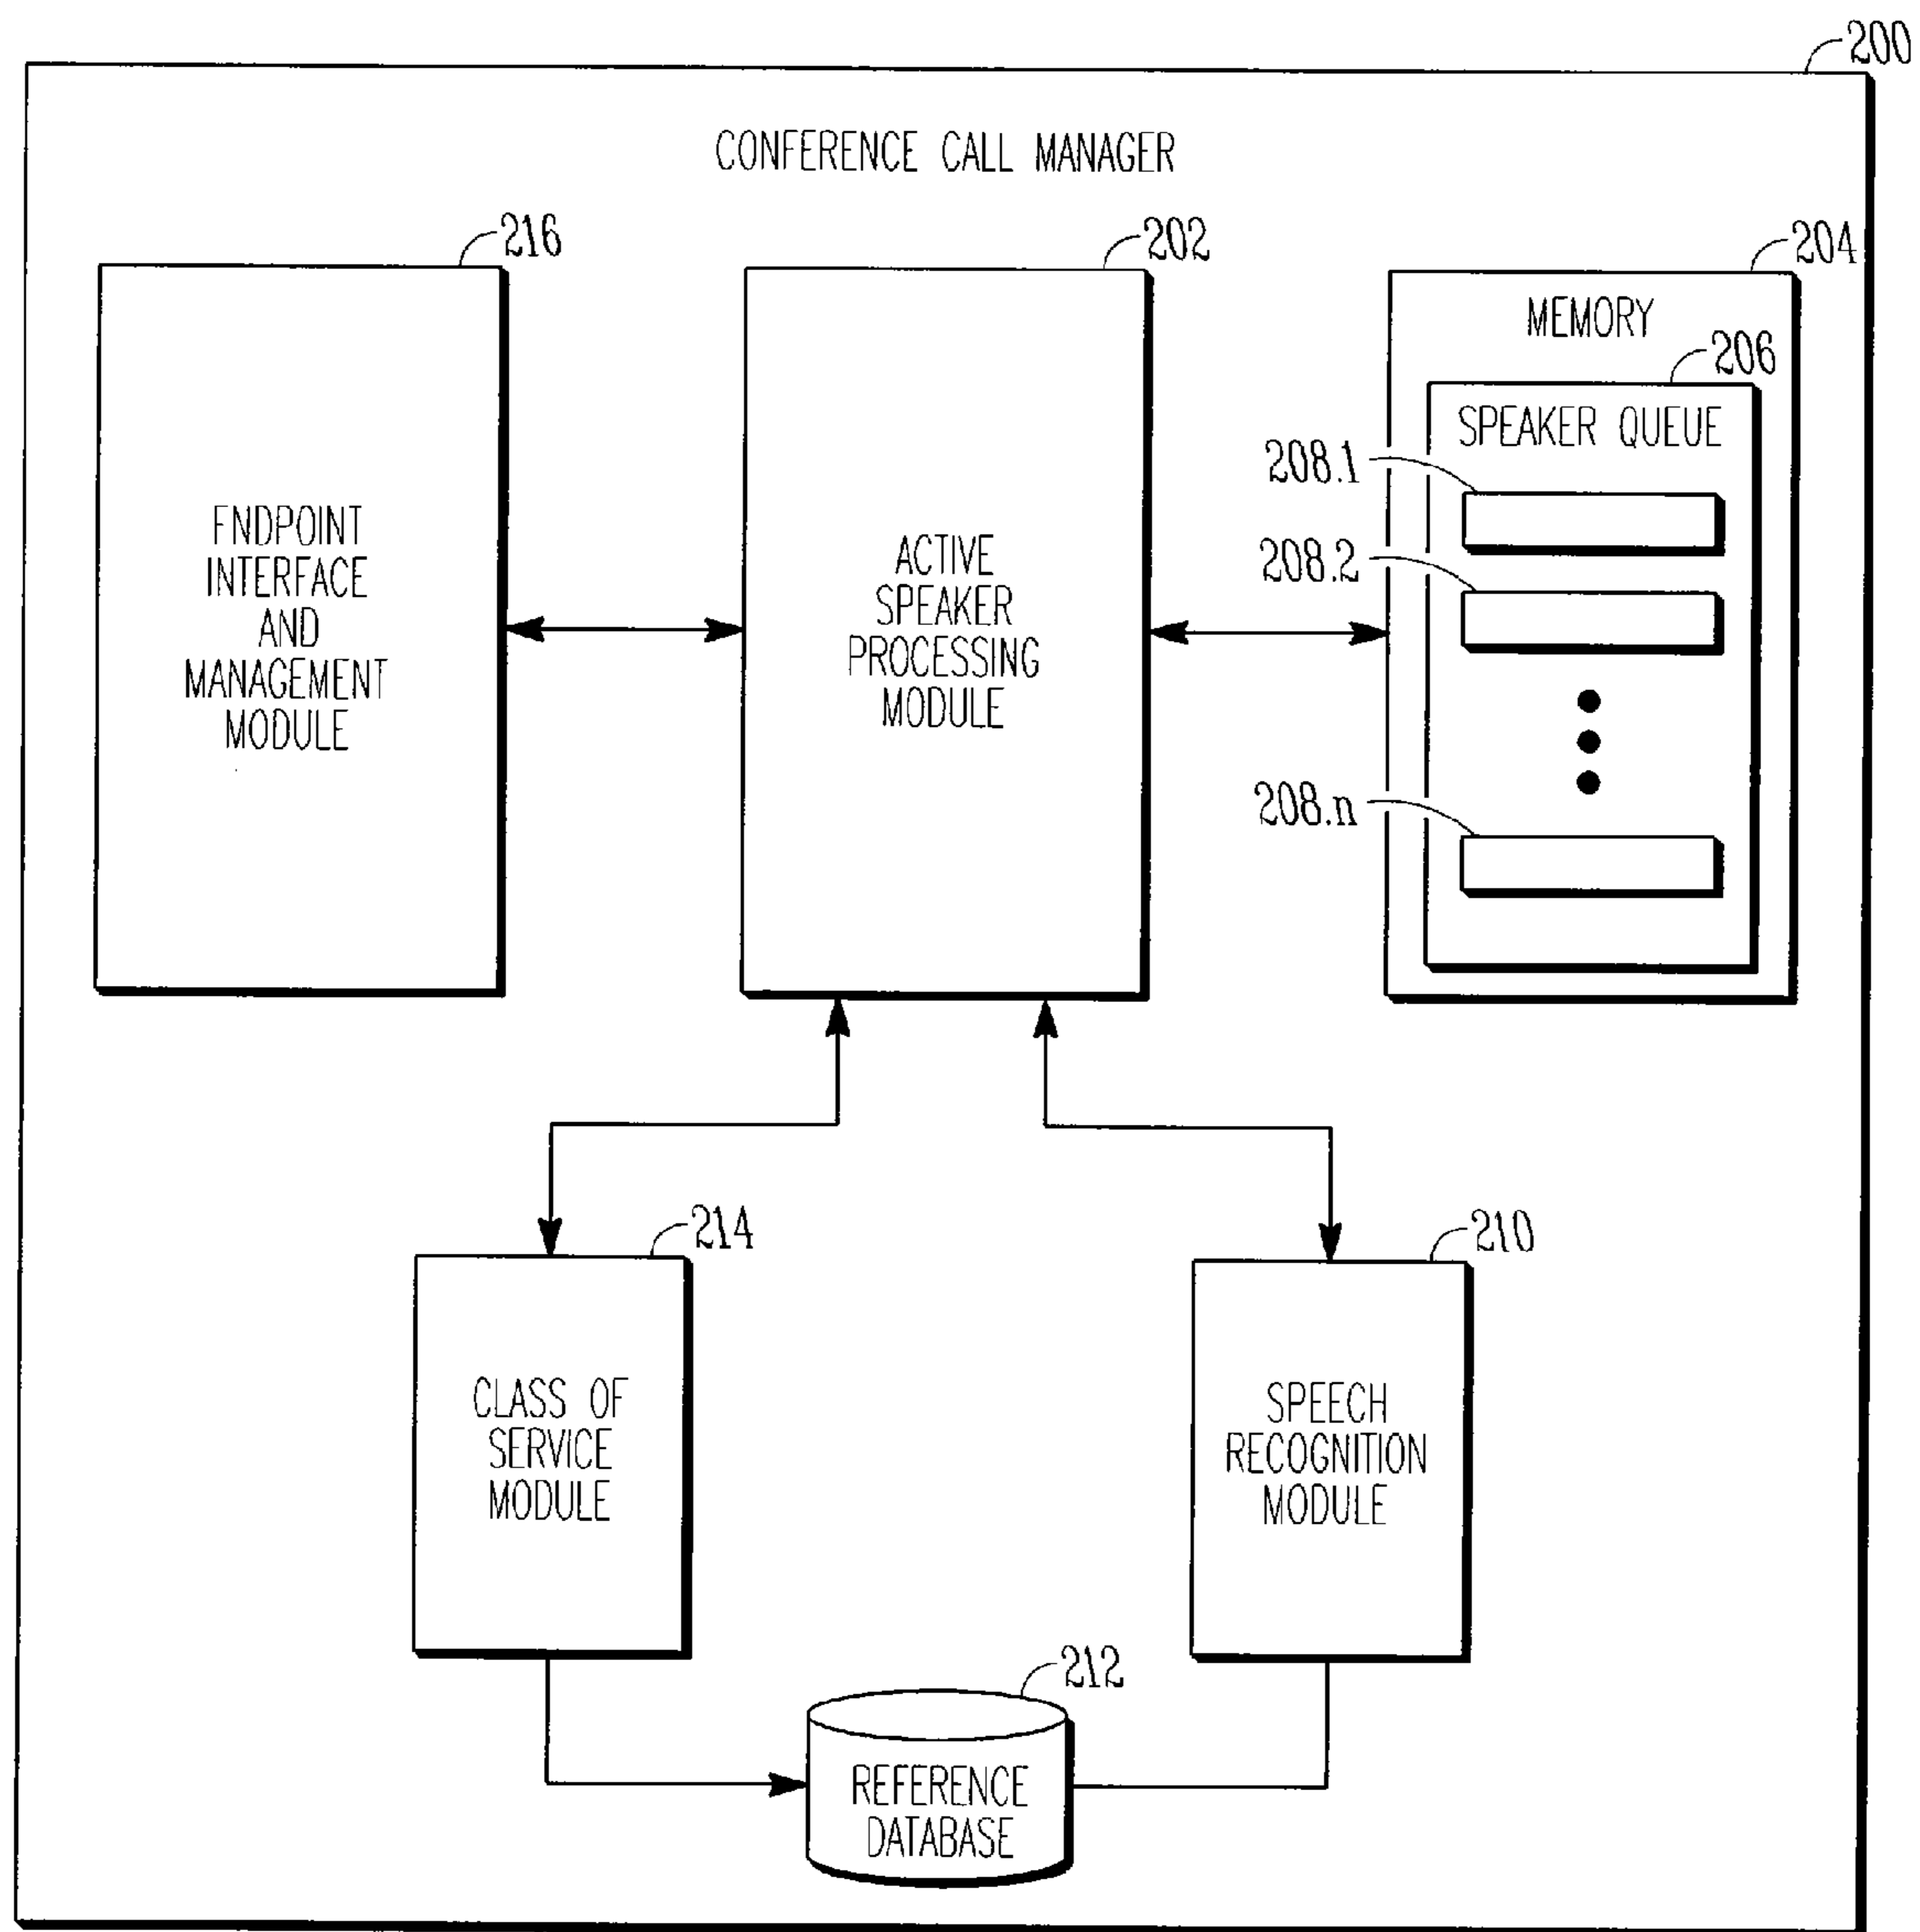 200
CONFERENCE CALL MANAGER
216
202
204
MEMORY
206
SPEAKER QUEUE
208.1
208.2
208.n
ENDPOINT
INTERFACE
AND
MANAGEMENT
MODULE
ACTIVE
SPEAKER
PROCESSING
MODULE
214
210
CLASS OF
SERVICE
MODULE
SPEECH
RECOGNITION
MODULE
212
REFERENCE
DATABASE